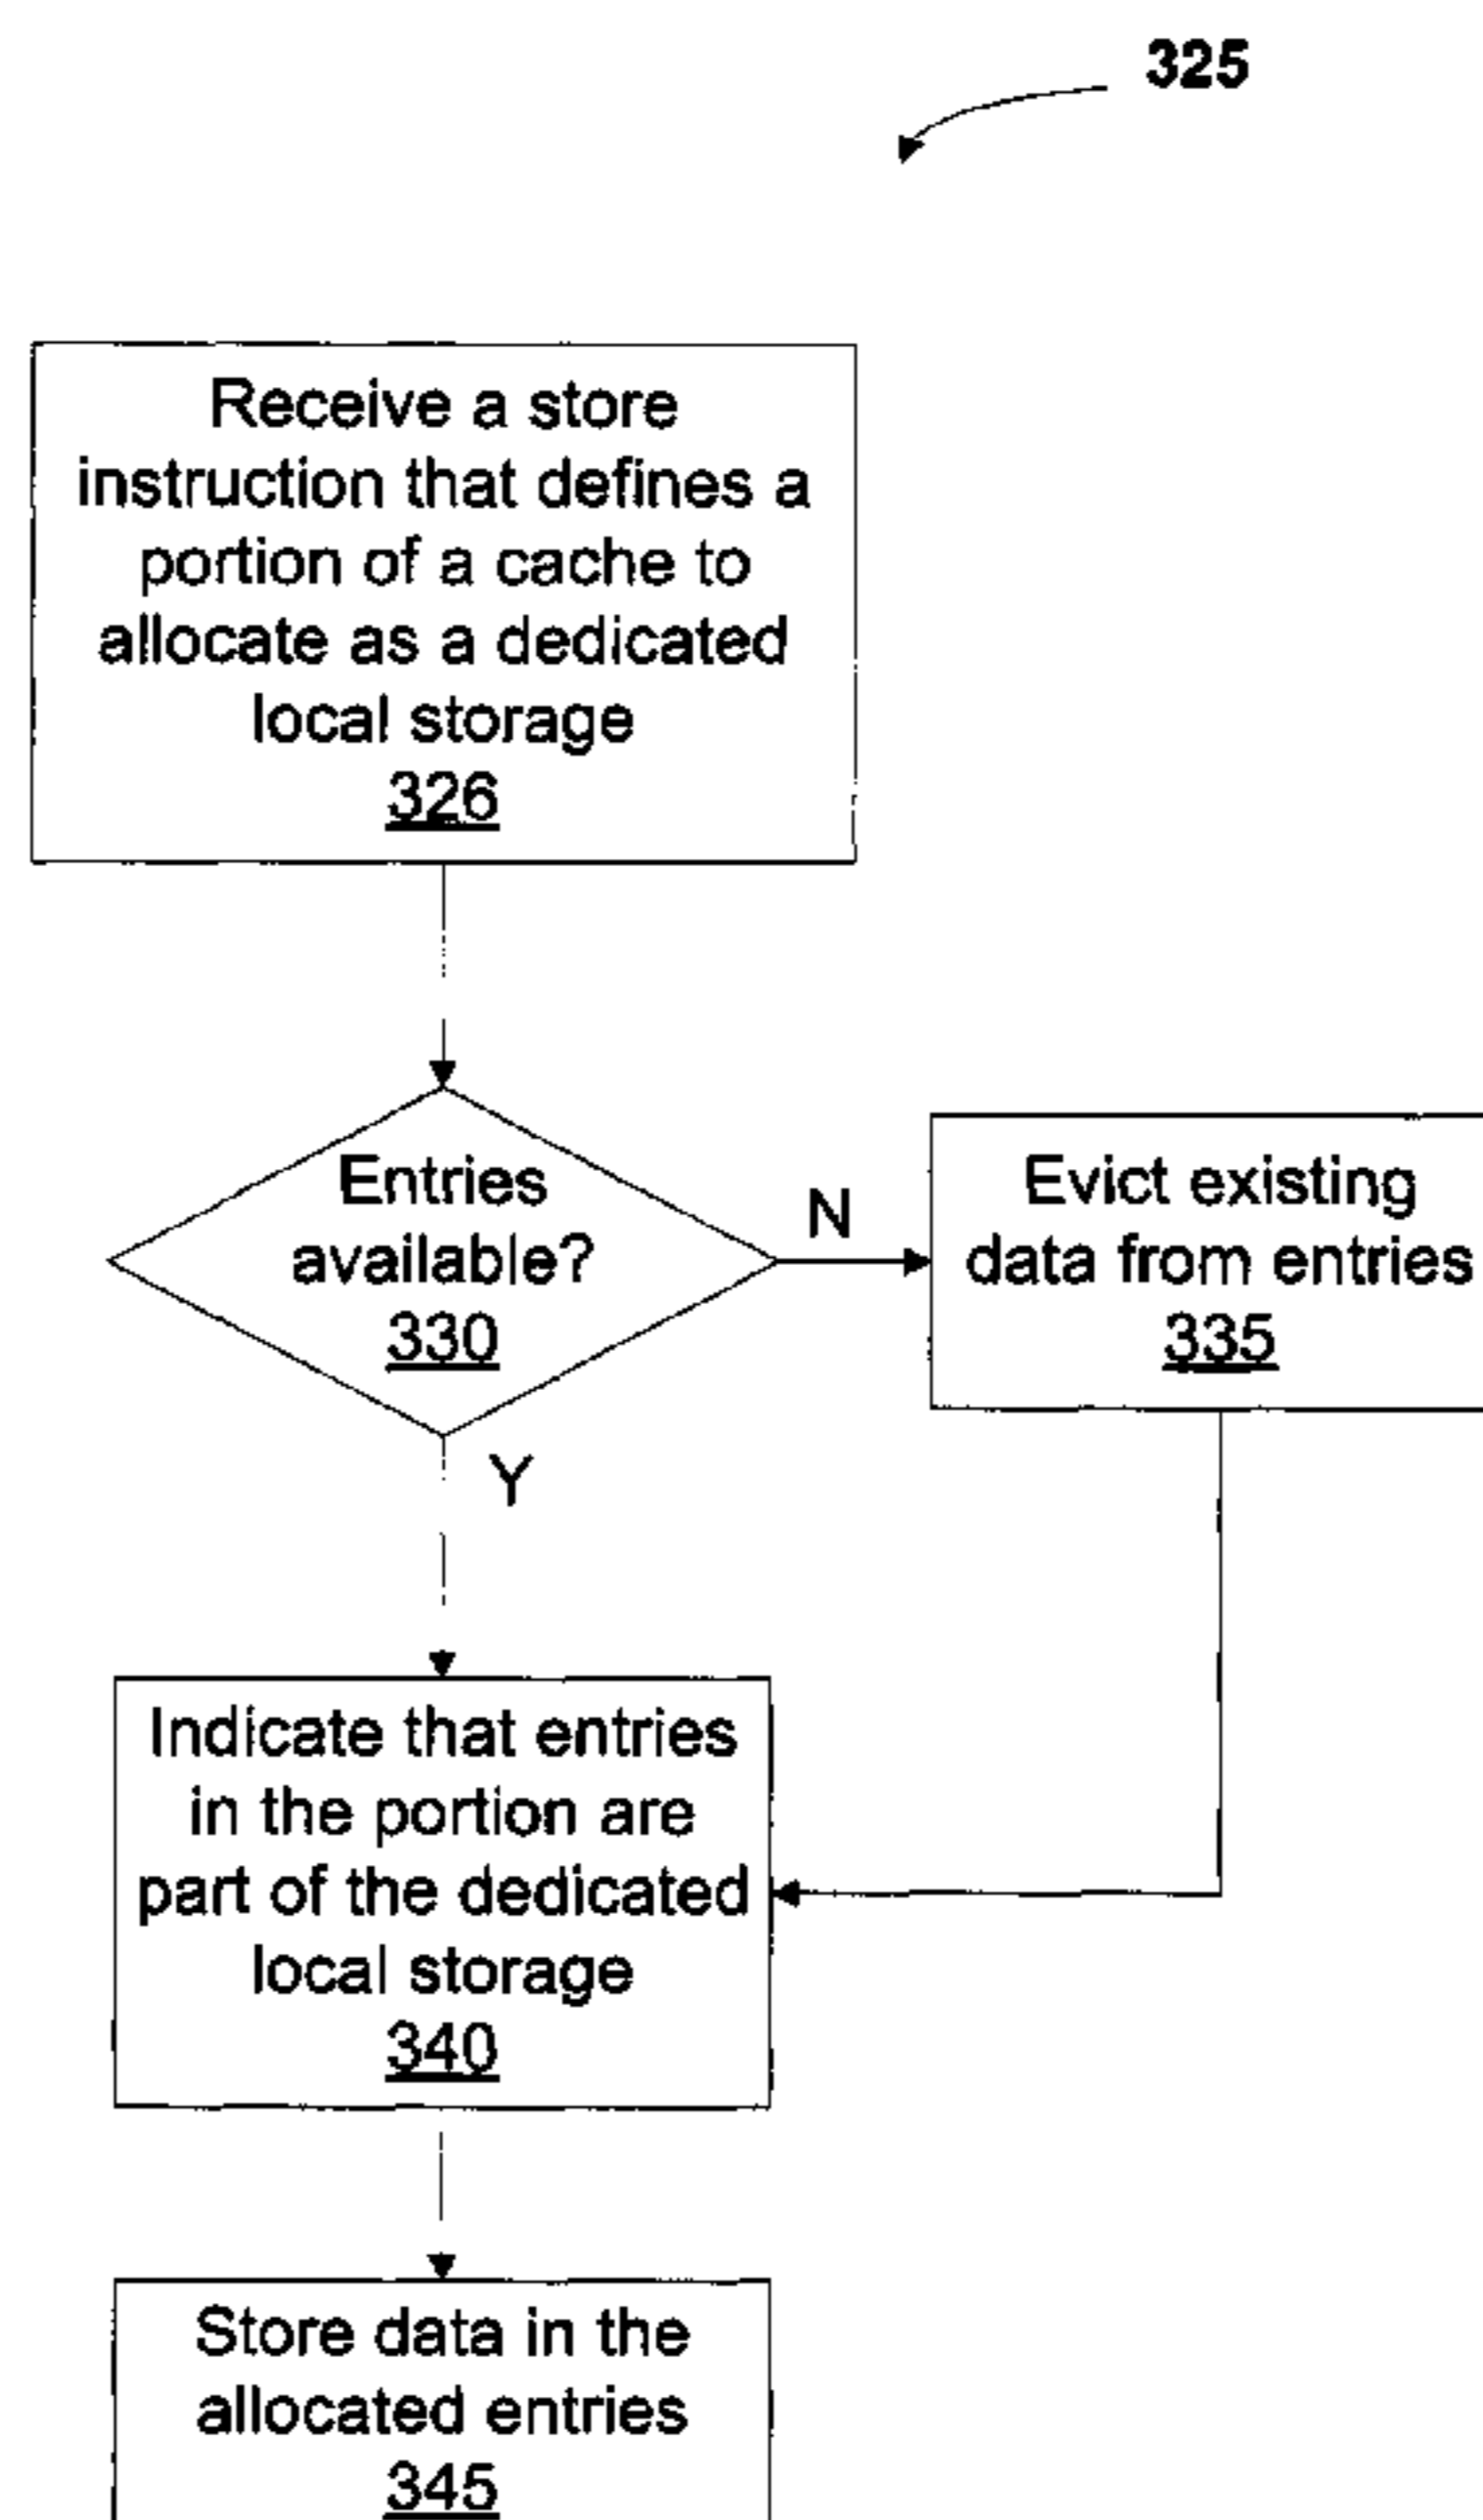 325
Receive a store
instruction that defines a
portion of a cache to
allocate as a dedicated
local storage
326
Entries
available?
330
N
Evict existing
data from entries
335
Y
Indicate that entries
in the portion are
part of the dedicated
local storage
340
Store data in the
allocated entries
345